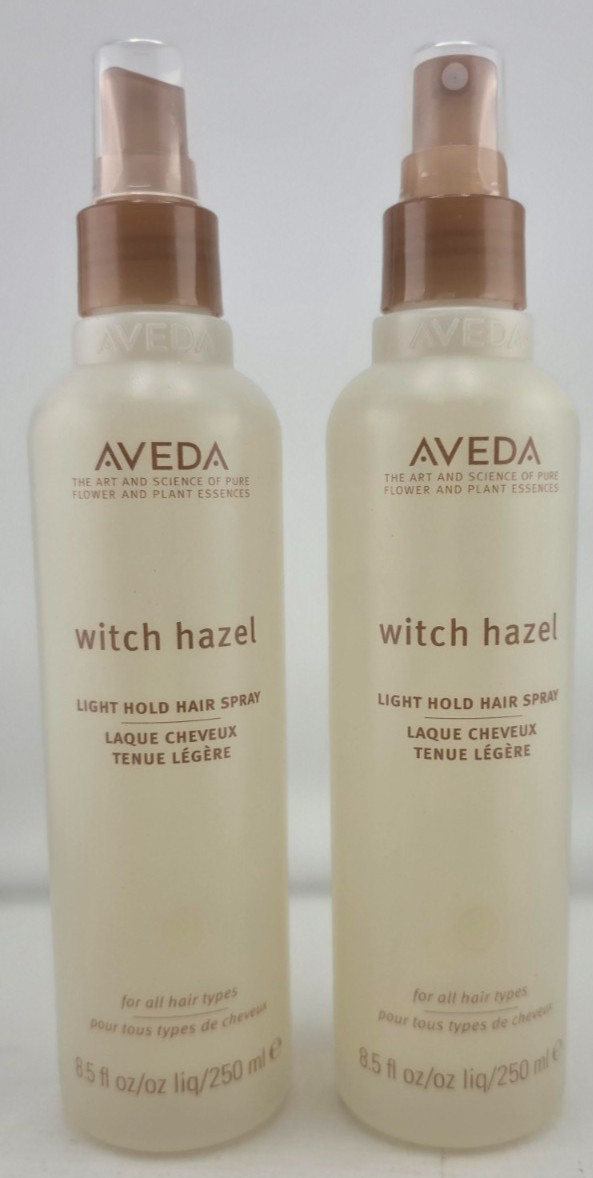 AVEDA
AVEDA
THE ART AND SCIENCE OF PURE
FLOWER AND PLANT ESSENCES
witch hazel
LIGHT HOLD HAIR SPRAY
LAQUE CHEVEUX
TENUE LÉGÈRE
for all hair types
pour tous types de cheveux
8.5 fl oz/oz liq/250 ml ℮
AVEDA
AVEDA
THE ART AND SCIENCE OF PURE
FLOWER AND PLANT ESSENCES
witch hazel
LIGHT HOLD HAIR SPRAY
LAQUE CHEVEUX
TENUE LÉGÈRE
for all hair types
pour tous types de cheveux
8.5 fl oz/oz liq/250 ml ℮